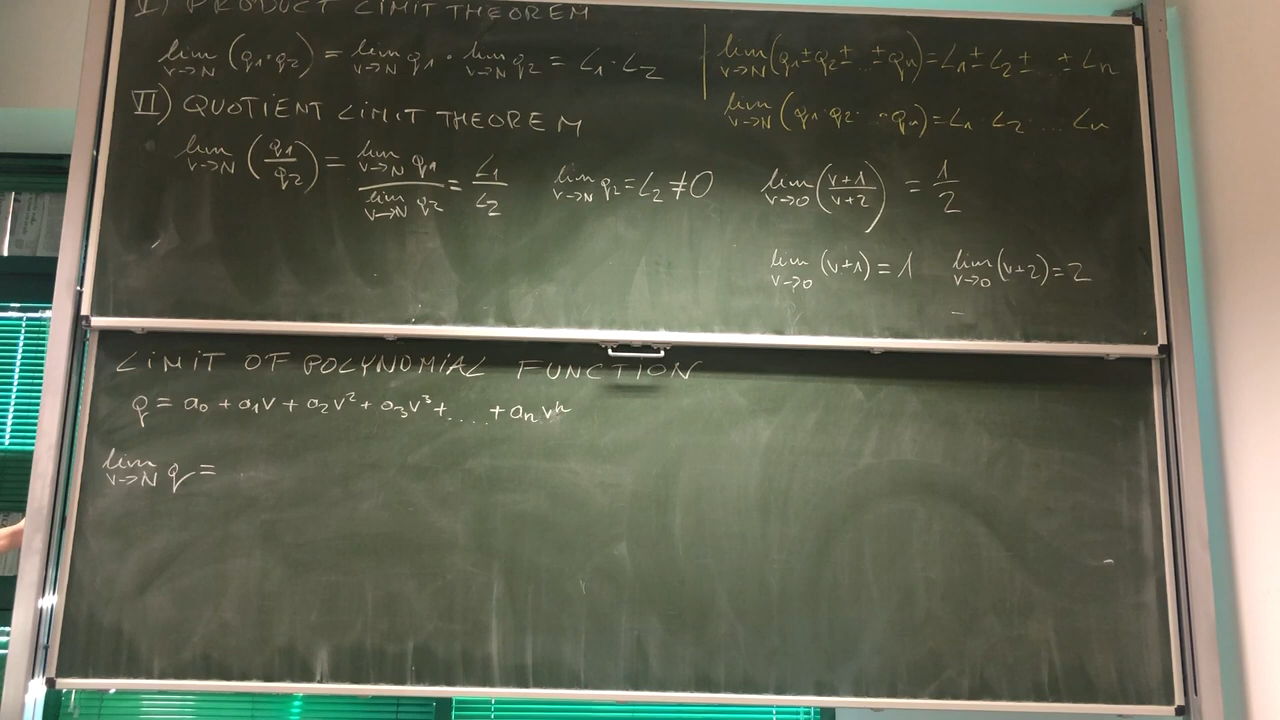 V) PRODUCT LIMIT THEOREM
lim v→N (q1·q2) = lim v→N q1 · lim v→N q2 = L1·L2
lim v→N (q1±q2± ... ±qn) = L1±L2± ... ±Ln
lim v→N (q1·q2· ... ·qn) = L1·L2· ... Ln
VI) QUOTIENT LIMIT THEOREM
lim v→N (q1/q2) = lim v→N q1 / lim v→N q2 = L1/L2
lim v→N q2 = L2 ≠ 0
lim v→0 (v+1/v+2) = 1/2
lim v→0 (v+1) = 1
lim v→0 (v+2) = 2
LIMIT OF POLYNOMIAL FUNCTION
q = a0 + a1v + a2v² + a3v³ + .... + anvⁿ
lim v→N q =